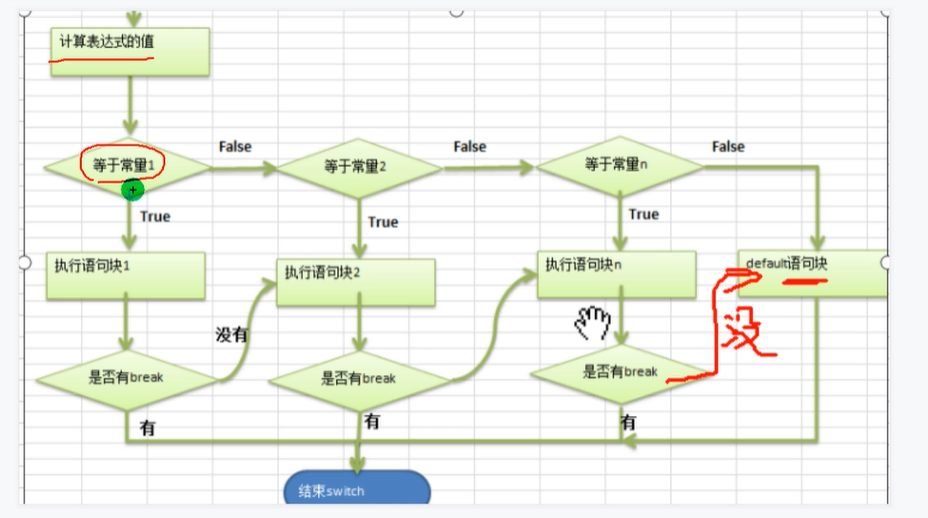 计算表达式的值
等于常量1
False
等于常量2
False
等于常量n
False
True
True
True
执行语句块1
执行语句块2
执行语句块n
default语句块
没有
没
是否有break
是否有break
是否有break
有
有
有
结束switch